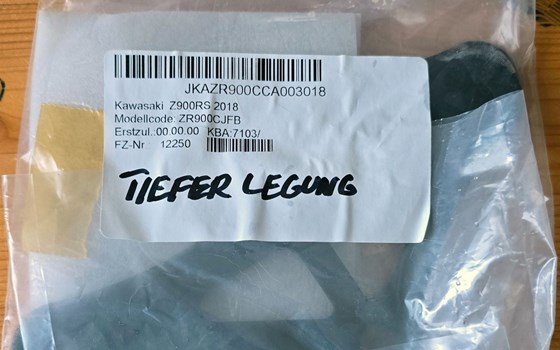 JKAZR900CCA003018
Kawasaki Z900RS 2018
Modellcode: ZR900CJFB
Erstzul.:00.00.00 KBA:7103/
FZ-Nr : 12250
TIEFER LEGUNG